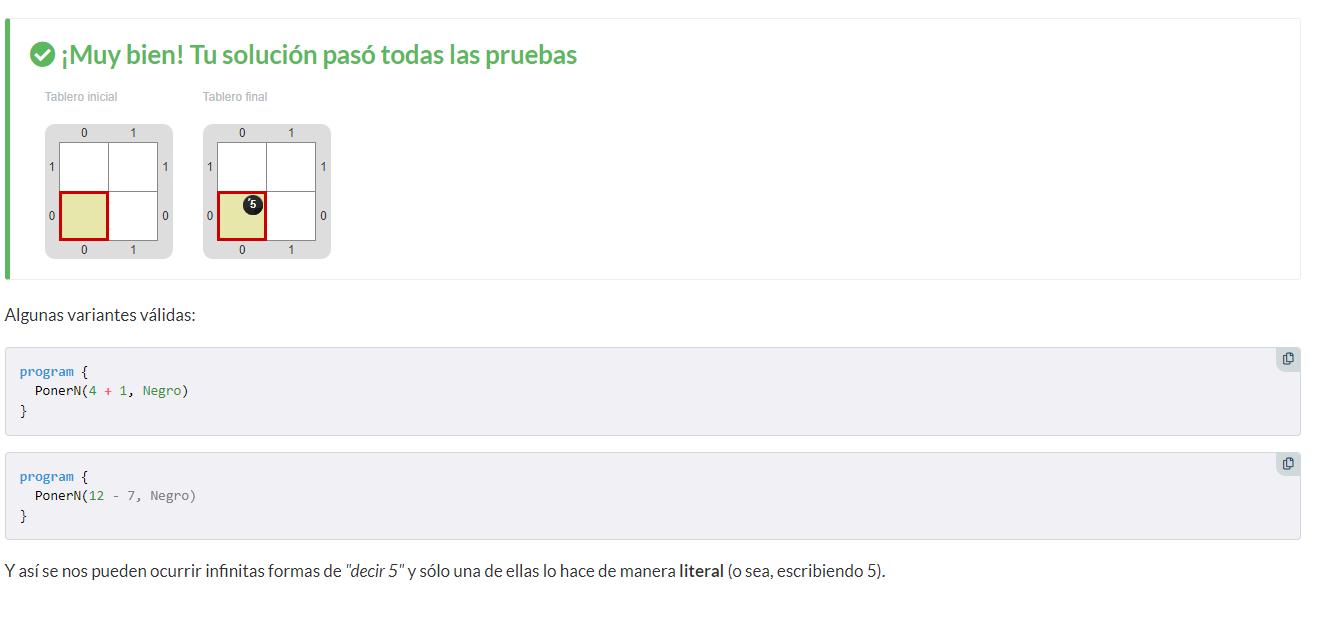 ¡Muy bien! Tu solución pasó todas las pruebas
Tablero inicial
Tablero final
0 1
0 1
1 1
1 1
5
0 0
0 0
0 1
0 1
Algunas variantes válidas:
program {
PonerN(4 + 1, Negro)
}
program {
PonerN(12 - 7, Negro)
}
Y así se nos pueden ocurrir infinitas formas de "decir 5" y sólo una de ellas lo hace de manera literal (o sea, escribiendo 5).